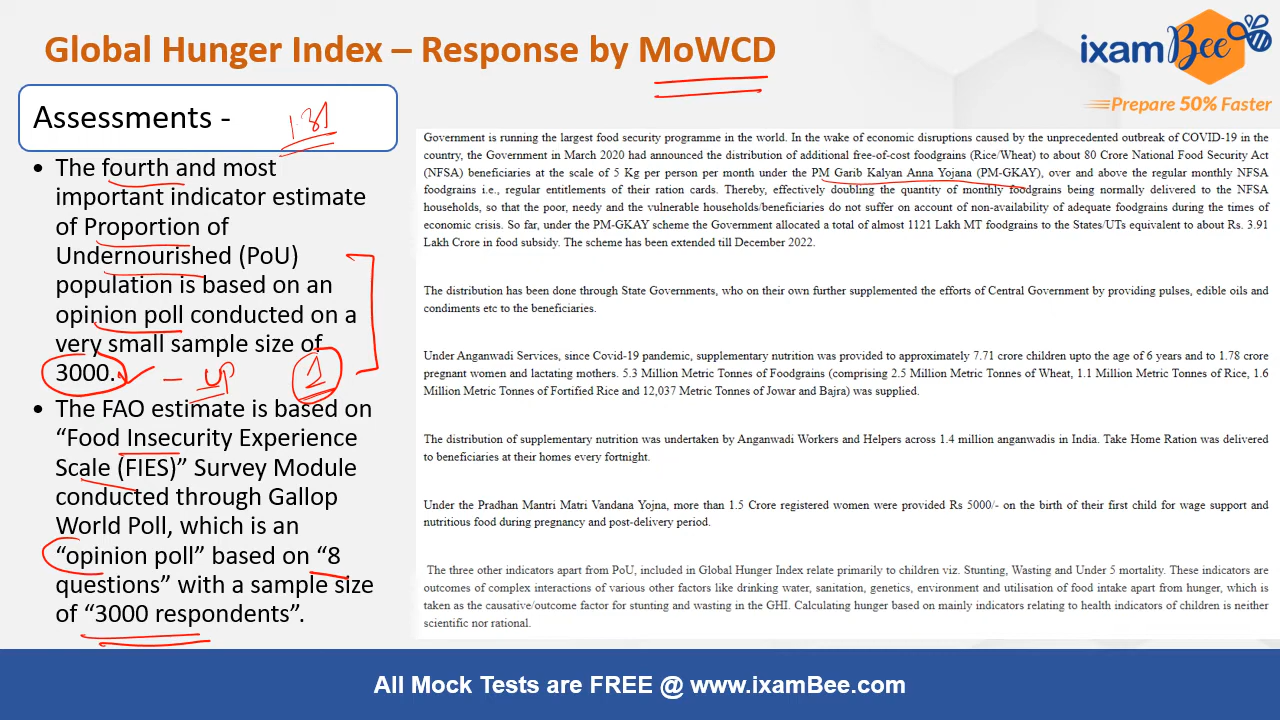 Global Hunger Index – Response by MoWCD
ixamBee
Prepare 50% Faster
Assessments -
• The fourth and most
important indicator estimate
of Proportion of
Undernourished (PoU)
population is based on an
opinion poll conducted on a
very small sample size of
3000. – UP 1
• The FAO estimate is based on
“Food Insecurity Experience
Scale (FIES)” Survey Module
conducted through Gallop
World Poll, which is an
“opinion poll” based on “8
questions” with a sample size
of “3000 respondents”.
Government is running the largest food security programme in the world. In the wake of economic disruptions caused by the unprecedented outbreak of COVID-19 in the
country, the Government in March 2020 had announced the distribution of additional free-of-cost foodgrains (Rice/Wheat) to about 80 Crore National Food Security Act
(NFSA) beneficiaries at the scale of 5 Kg per person per month under the PM Garib Kalyan Anna Yojana (PM-GKAY), over and above the regular monthly NFSA
foodgrains i.e., regular entitlements of their ration cards. Thereby, effectively doubling the quantity of monthly foodgrains being normally delivered to the NFSA
households, so that the poor, needy and the vulnerable households/beneficiaries do not suffer on account of non-availability of adequate foodgrains during the times of
economic crisis. So far, under the PM-GKAY scheme the Government allocated a total of almost 1121 Lakh MT foodgrains to the States/UTs equivalent to about Rs. 3.91
Lakh Crore in food subsidy. The scheme has been extended till December 2022.
The distribution has been done through State Governments, who on their own further supplemented the efforts of Central Government by providing pulses, edible oils and
condiments etc to the beneficiaries.
Under Anganwadi Services, since Covid-19 pandemic, supplementary nutrition was provided to approximately 7.71 crore children upto the age of 6 years and to 1.78 crore
pregnant women and lactating mothers. 5.3 Million Metric Tonnes of Foodgrains (comprising 2.5 Million Metric Tonnes of Wheat, 1.1 Million Metric Tonnes of Rice, 1.6
Million Metric Tonnes of Fortified Rice and 12,037 Metric Tonnes of Jowar and Bajra) was supplied.
The distribution of supplementary nutrition was undertaken by Anganwadi Workers and Helpers across 1.4 million anganwadis in India. Take Home Ration was delivered
to beneficiaries at their homes every fortnight.
Under the Pradhan Mantri Matri Vandana Yojna, more than 1.5 Crore registered women were provided Rs 5000/- on the birth of their first child for wage support and
nutritious food during pregnancy and post-delivery period.
The three other indicators apart from PoU, included in Global Hunger Index relate primarily to children viz. Stunting, Wasting and Under 5 mortality. These indicators are
outcomes of complex interactions of various other factors like drinking water, sanitation, genetics, environment and utilisation of food intake apart from hunger, which is
taken as the causative/outcome factor for stunting and wasting in the GHI. Calculating hunger based on mainly indicators relating to health indicators of children is neither
scientific nor rational.
All Mock Tests are FREE @ www.ixamBee.com